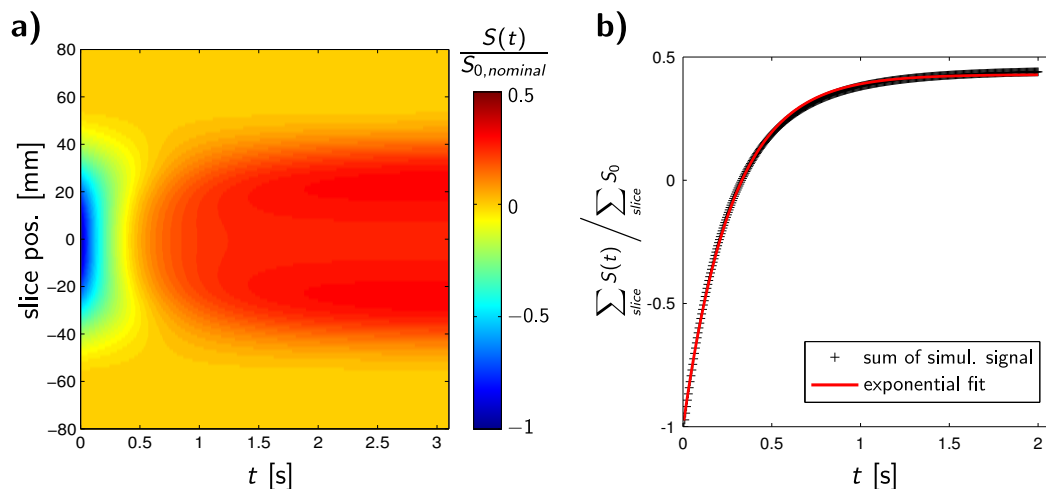 a)
80
60
40
20
0
−20
−40
−60
−80
slice pos. [mm]
0 0.5 1 1.5 2 2.5 3
t [s]
S(t)
S0,nominal
0.5
0
−0.5
−1
b)
0.5
0
-0.5
-1
∑ S(t) / ∑ S0
slice slice
0 0.5 1 1.5 2
t [s]
+ sum of simul. signal
exponential fit